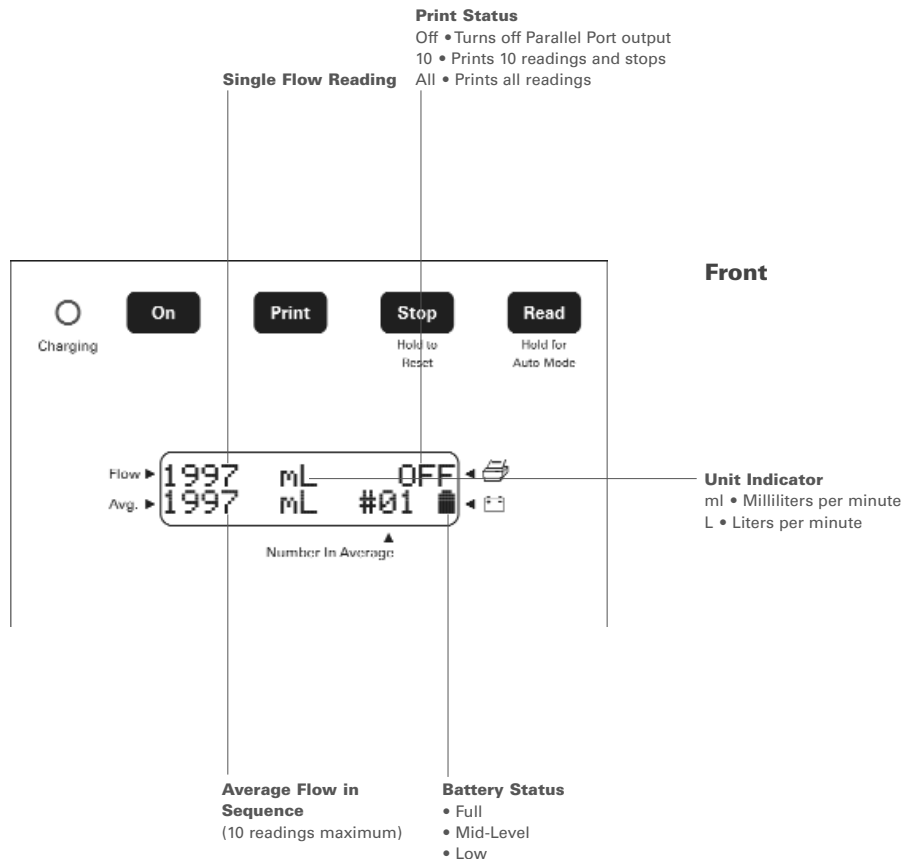 Print Status
Off • Turns off Parallel Port output
10 • Prints 10 readings and stops
All • Prints all readings
Single Flow Reading
Front
On
Print
Stop
Read
Charging
Hold to
Reset
Hold for
Auto Mode
Flow ► 1997 mL OFF ◄
Avg. ► 1997 mL #01 ◄
▲
Number In Average
Unit Indicator
ml • Milliliters per minute
L • Liters per minute
Average Flow in
Sequence
(10 readings maximum)
Battery Status
• Full
• Mid-Level
• Low